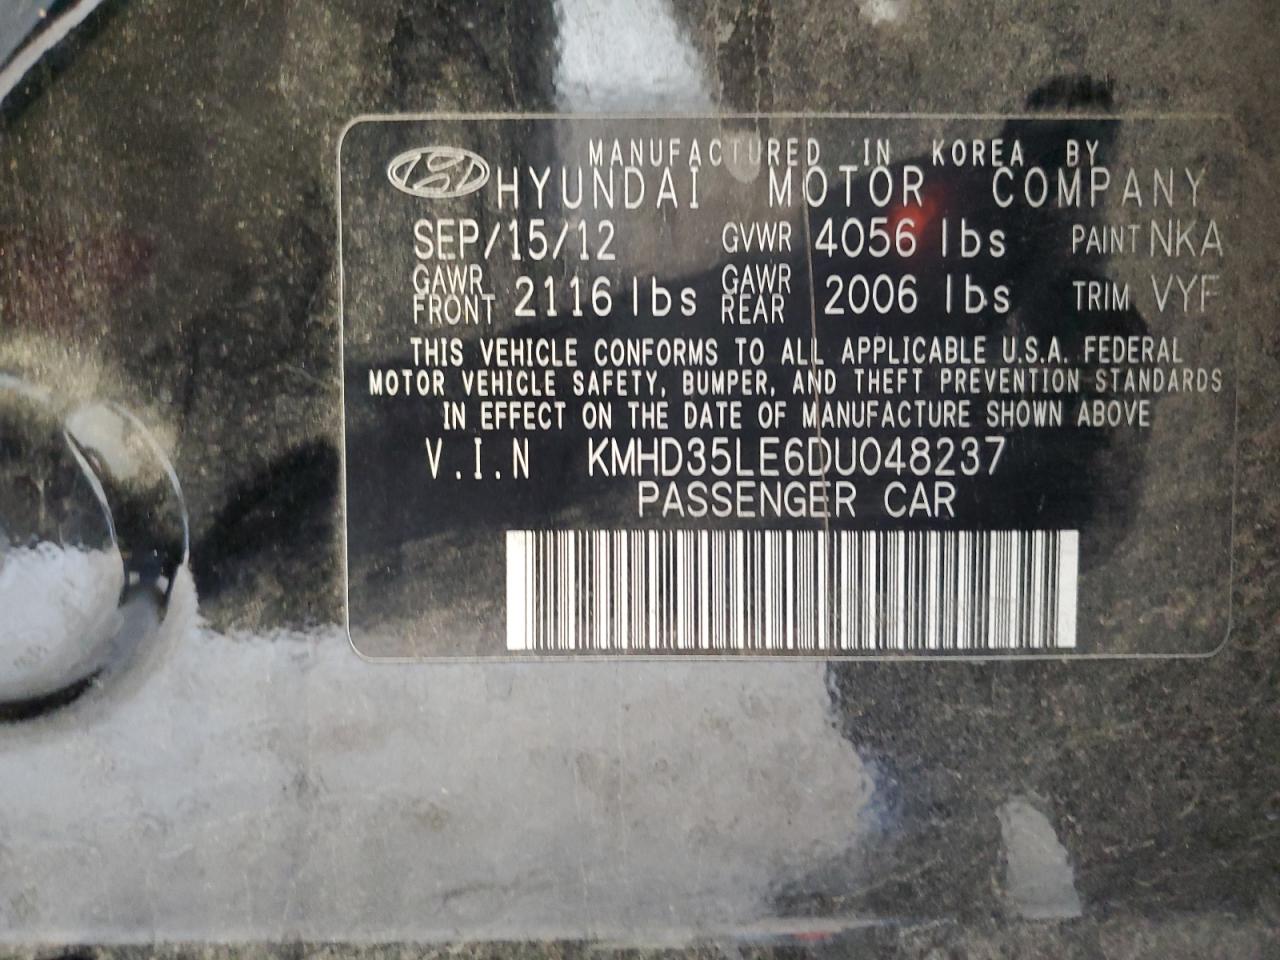 MANUFACTURED IN KOREA BY
HYUNDAI MOTOR COMPANY
SEP/15/12 GVWR 4056 lbs PAINT NKA
GAWR FRONT 2116 lbs GAWR REAR 2006 lbs TRIM VYF
THIS VEHICLE CONFORMS TO ALL APPLICABLE U.S.A. FEDERAL
MOTOR VEHICLE SAFETY, BUMPER, AND THEFT PREVENTION STANDARDS
IN EFFECT ON THE DATE OF MANUFACTURE SHOWN ABOVE
V.I.N KMHD35LE6DU048237
PASSENGER CAR